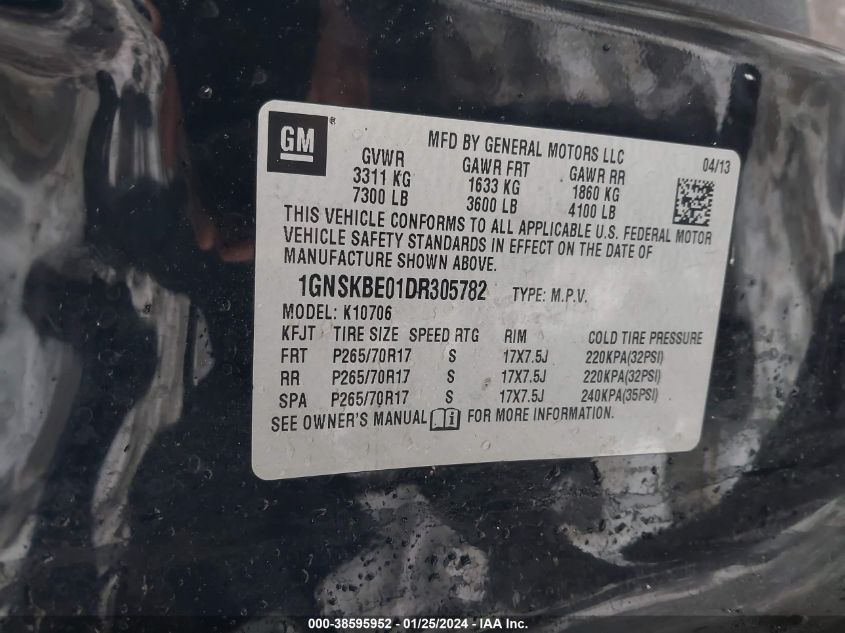 GM®
MFD BY GENERAL MOTORS LLC
04/13
GVWR GAWR FRT GAWR RR
3311 KG 1633 KG 1860 KG
7300 LB 3600 LB 4100 LB
THIS VEHICLE CONFORMS TO ALL APPLICABLE U.S. FEDERAL MOTOR
VEHICLE SAFETY STANDARDS IN EFFECT ON THE DATE OF
MANUFACTURE SHOWN ABOVE.
1GNSKBE01DR305782 TYPE: M.P.V.
MODEL: K10706
KFJT TIRE SIZE SPEED RTG RIM COLD TIRE PRESSURE
FRT P265/70R17 S 17X7.5J 220KPA(32PSI)
RR P265/70R17 S 17X7.5J 220KPA(32PSI)
SPA P265/70R17 S 17X7.5J 240KPA(35PSI)
SEE OWNER'S MANUAL FOR MORE INFORMATION.
000-38595952 - 01/25/2024 - IAA Inc.